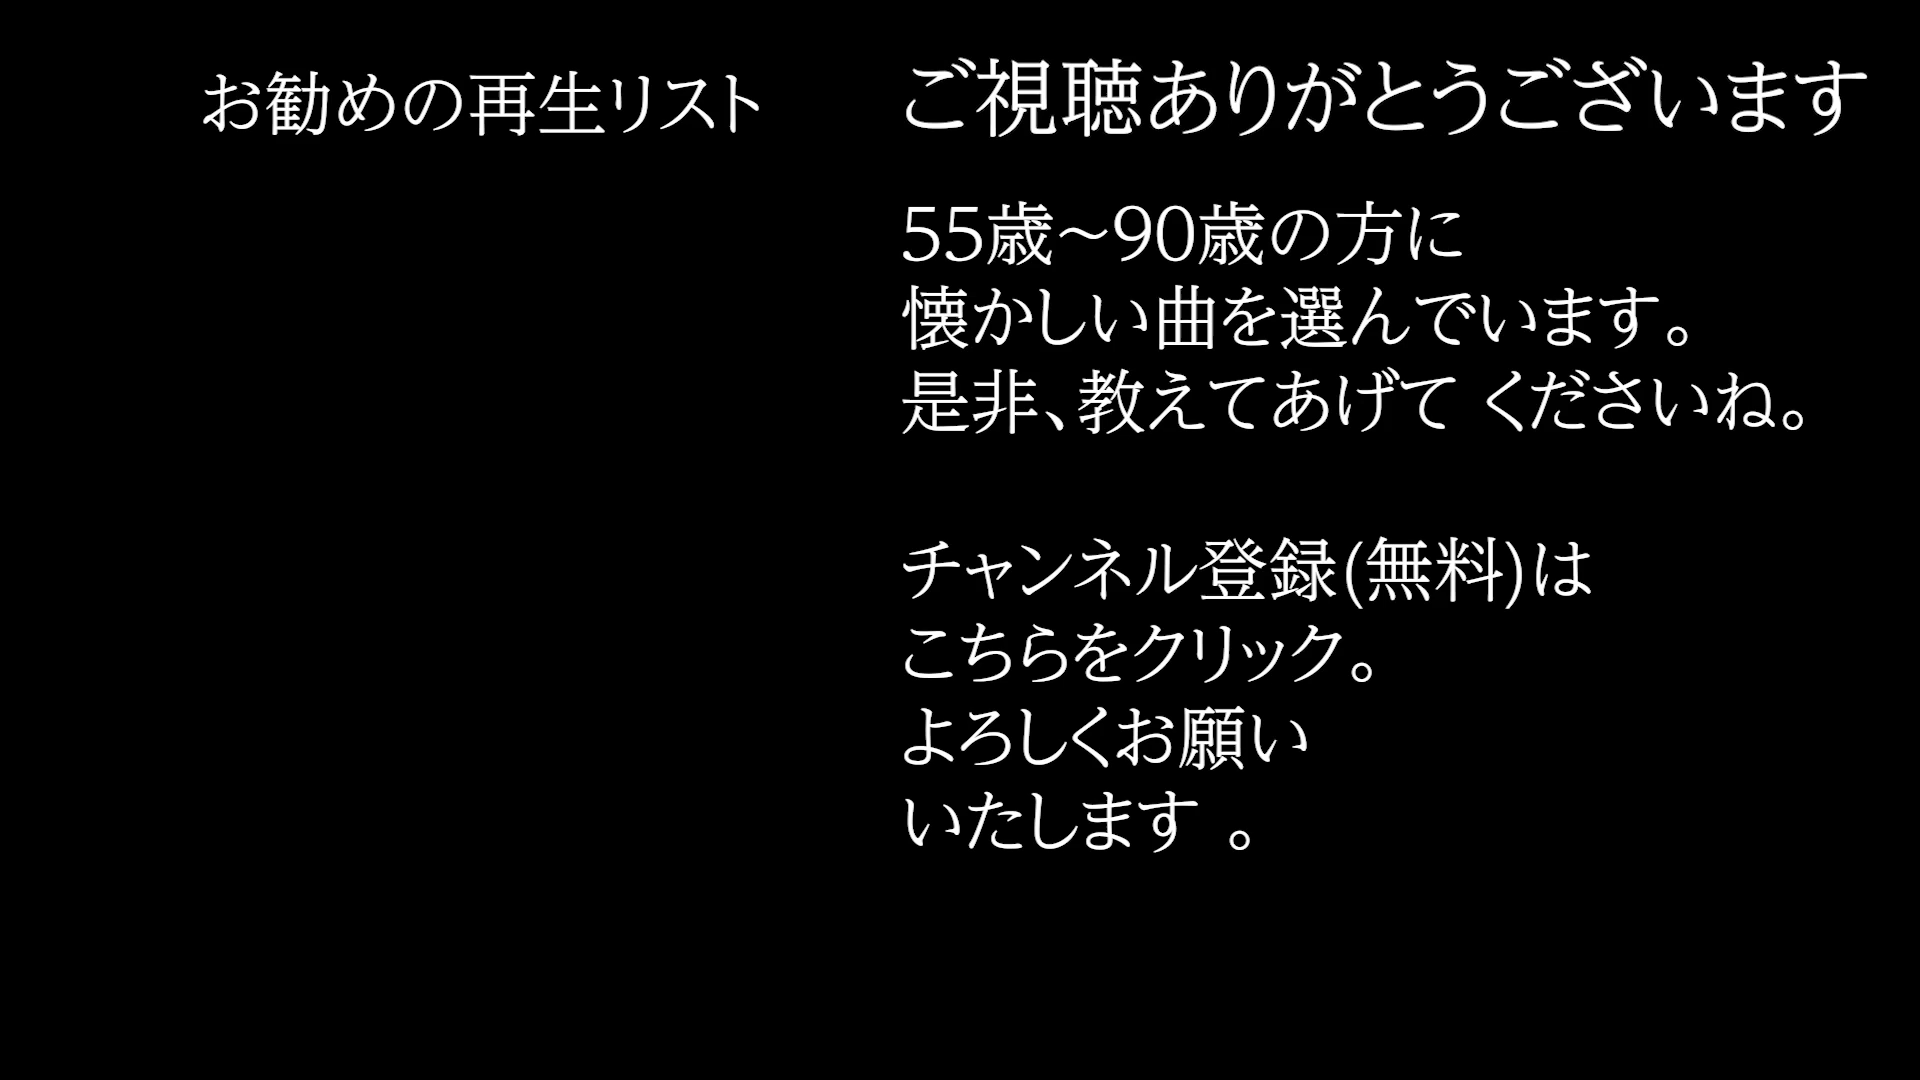 お勧めの再生リスト
ご視聴ありがとうございます
55歳~90歳の方に
懐かしい曲を選んでいます。
是非、教えてあげて くださいね。
チャンネル登録(無料)は
こちらをクリック。
よろしくお願い
いたします 。